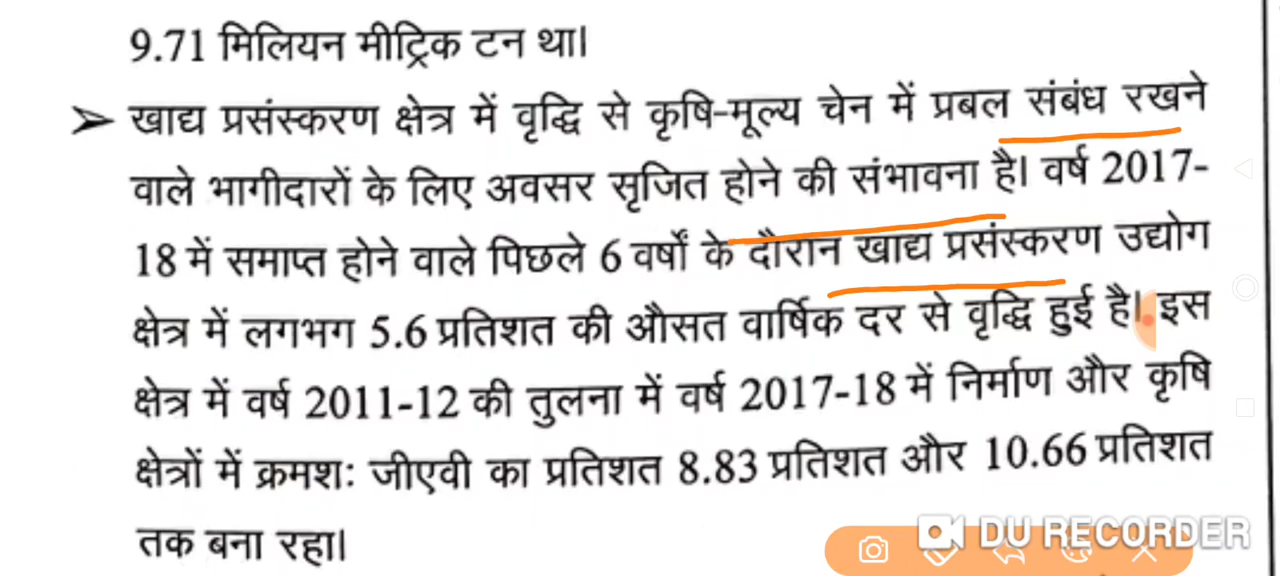 9.71 मिलियन मीट्रिक टन था।
➢ खाद्य प्रसंस्करण क्षेत्र में वृद्धि से कृषि-मूल्य चेन में प्रबल संबंध रखने
वाले भागीदारों के लिए अवसर सृजित होने की संभावना है। वर्ष 2017-
18 में समाप्त होने वाले पिछले 6 वर्षों के दौरान खाद्य प्रसंस्करण उद्योग
क्षेत्र में लगभग 5.6 प्रतिशत की औसत वार्षिक दर से वृद्धि हुई है। इस
क्षेत्र में वर्ष 2011-12 की तुलना में वर्ष 2017-18 में निर्माण और कृषि
क्षेत्रों में क्रमशः जीएवी का प्रतिशत 8.83 प्रतिशत और 10.66 प्रतिशत
तक बना रहा।
DU RECORDER